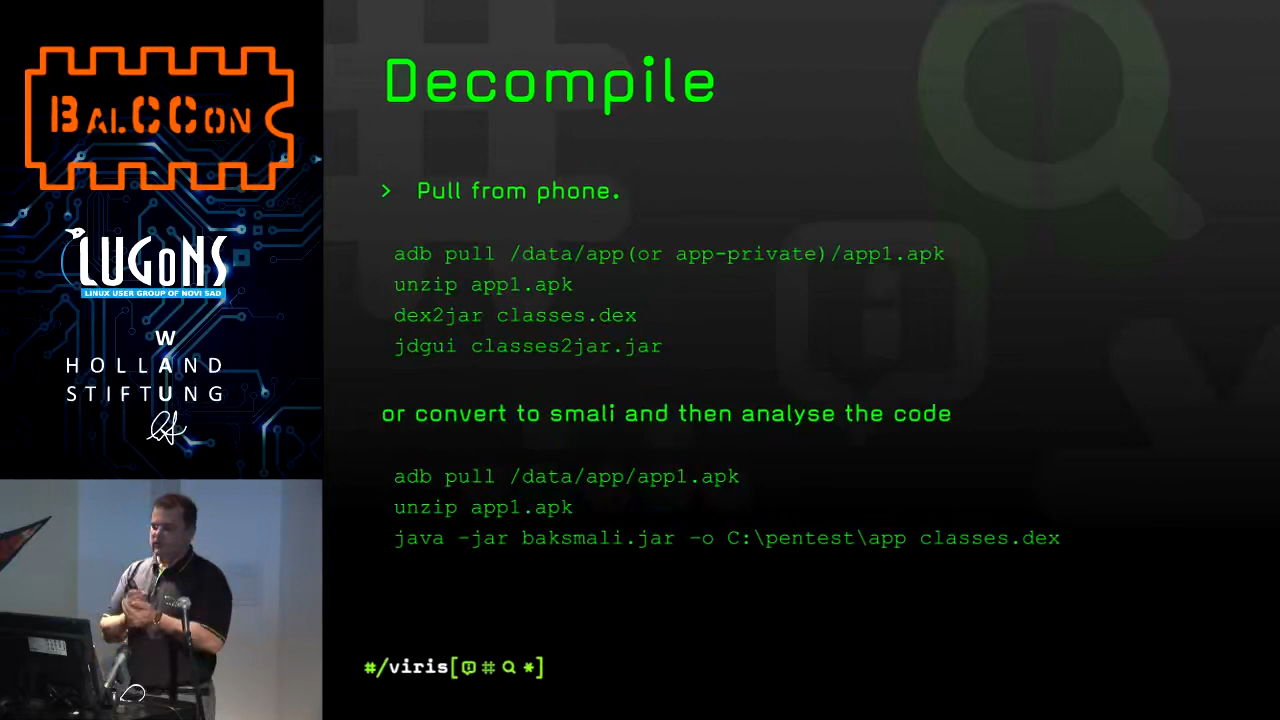 BALCCON
LUGoNS
LINUX USER GROUP OF NOVI SAD
W
HOLLAND
STIFTUNG
Decompile
> Pull from phone.
adb pull /data/app(or app-private)/app1.apk
unzip app1.apk
dex2jar classes.dex
jdgui classes2jar.jar
or convert to smali and then analyse the code
adb pull /data/app/app1.apk
unzip app1.apk
java -jar baksmali.jar -o C:\pentest\app classes.dex
#/viris[# *]